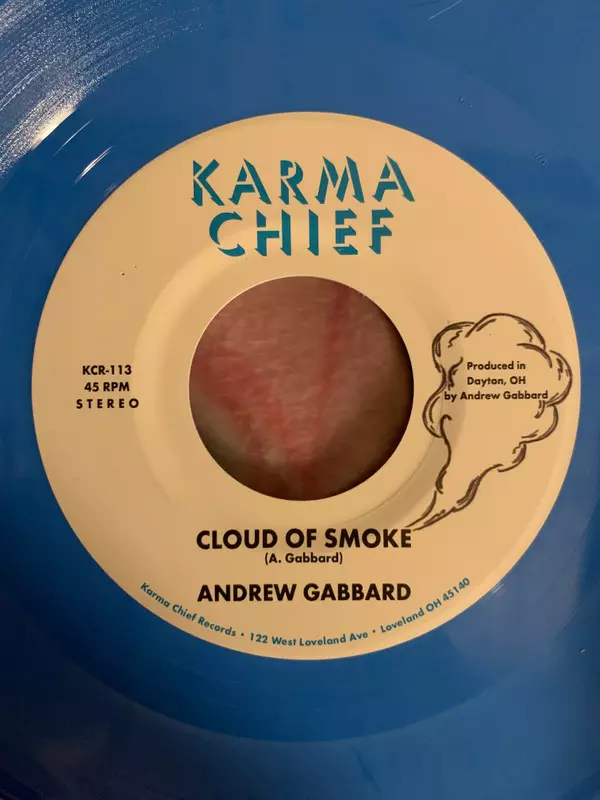 KARMA
CHIEF
KCR-113
45 RPM
STEREO
Produced in
Dayton, OH
by Andrew Gabbard
CLOUD OF SMOKE
(A. Gabbard)
ANDREW GABBARD
Karma Chief Records • 122 West Loveland Ave • Loveland OH 45140